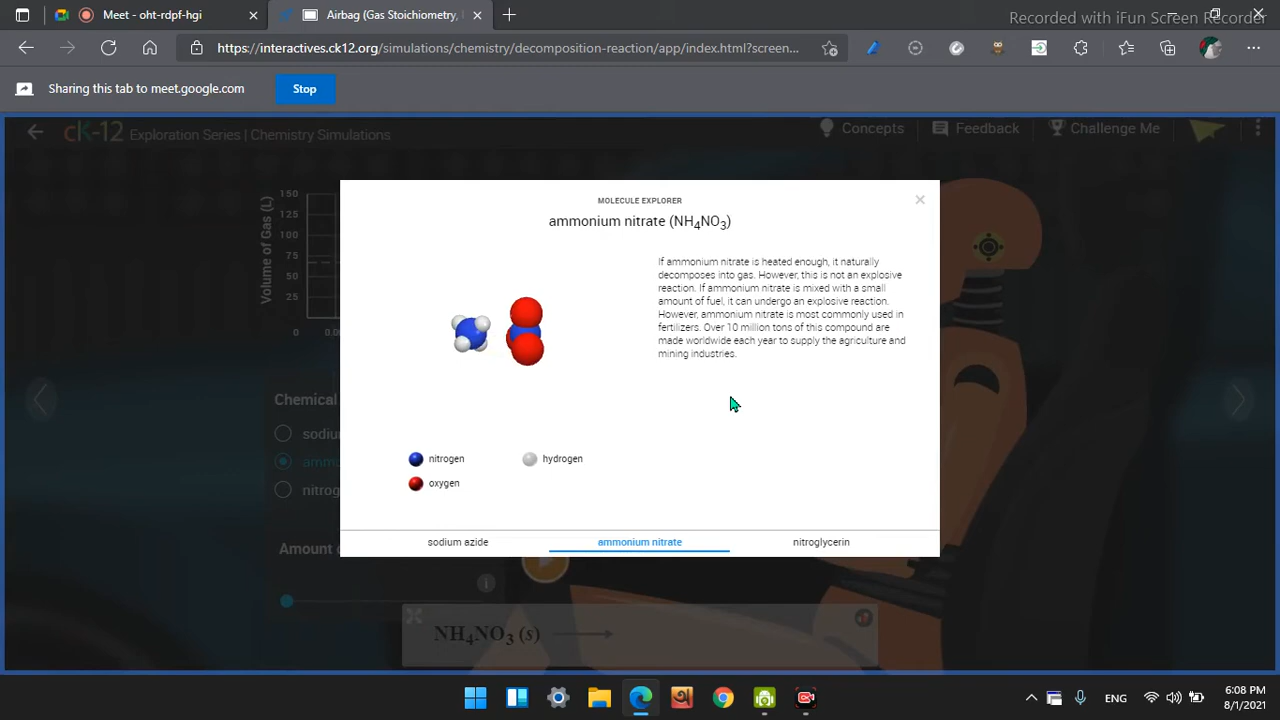 Meet - oht-rdpf-hgi
Airbag (Gas Stoichiometry,
Recorded with iFun Screen Recorder
https://interactives.ck12.org/simulations/chemistry/decomposition-reaction/app/index.html?screen...
Sharing this tab to meet.google.com
Stop
cK-12 Exploration Series | Chemistry Simulations
Concepts
Feedback
Challenge Me
MOLECULE EXPLORER
ammonium nitrate (NH4NO3)
If ammonium nitrate is heated enough, it naturally
decomposes into gas. However, this is not an explosive
reaction. If ammonium nitrate is mixed with a small
amount of fuel, it can undergo an explosive reaction.
However, ammonium nitrate is most commonly used in
fertilizers. Over 10 million tons of this compound are
made worldwide each year to supply the agriculture and
mining industries.
nitrogen
hydrogen
oxygen
sodium azide
ammonium nitrate
nitroglycerin
Volume of Gas (L)
150
125
100
75
50
25
0
0.0
Chemical
sodiu
amm
nitrog
Amount
NH4NO3 (s)
ENG
6:08 PM
8/1/2021